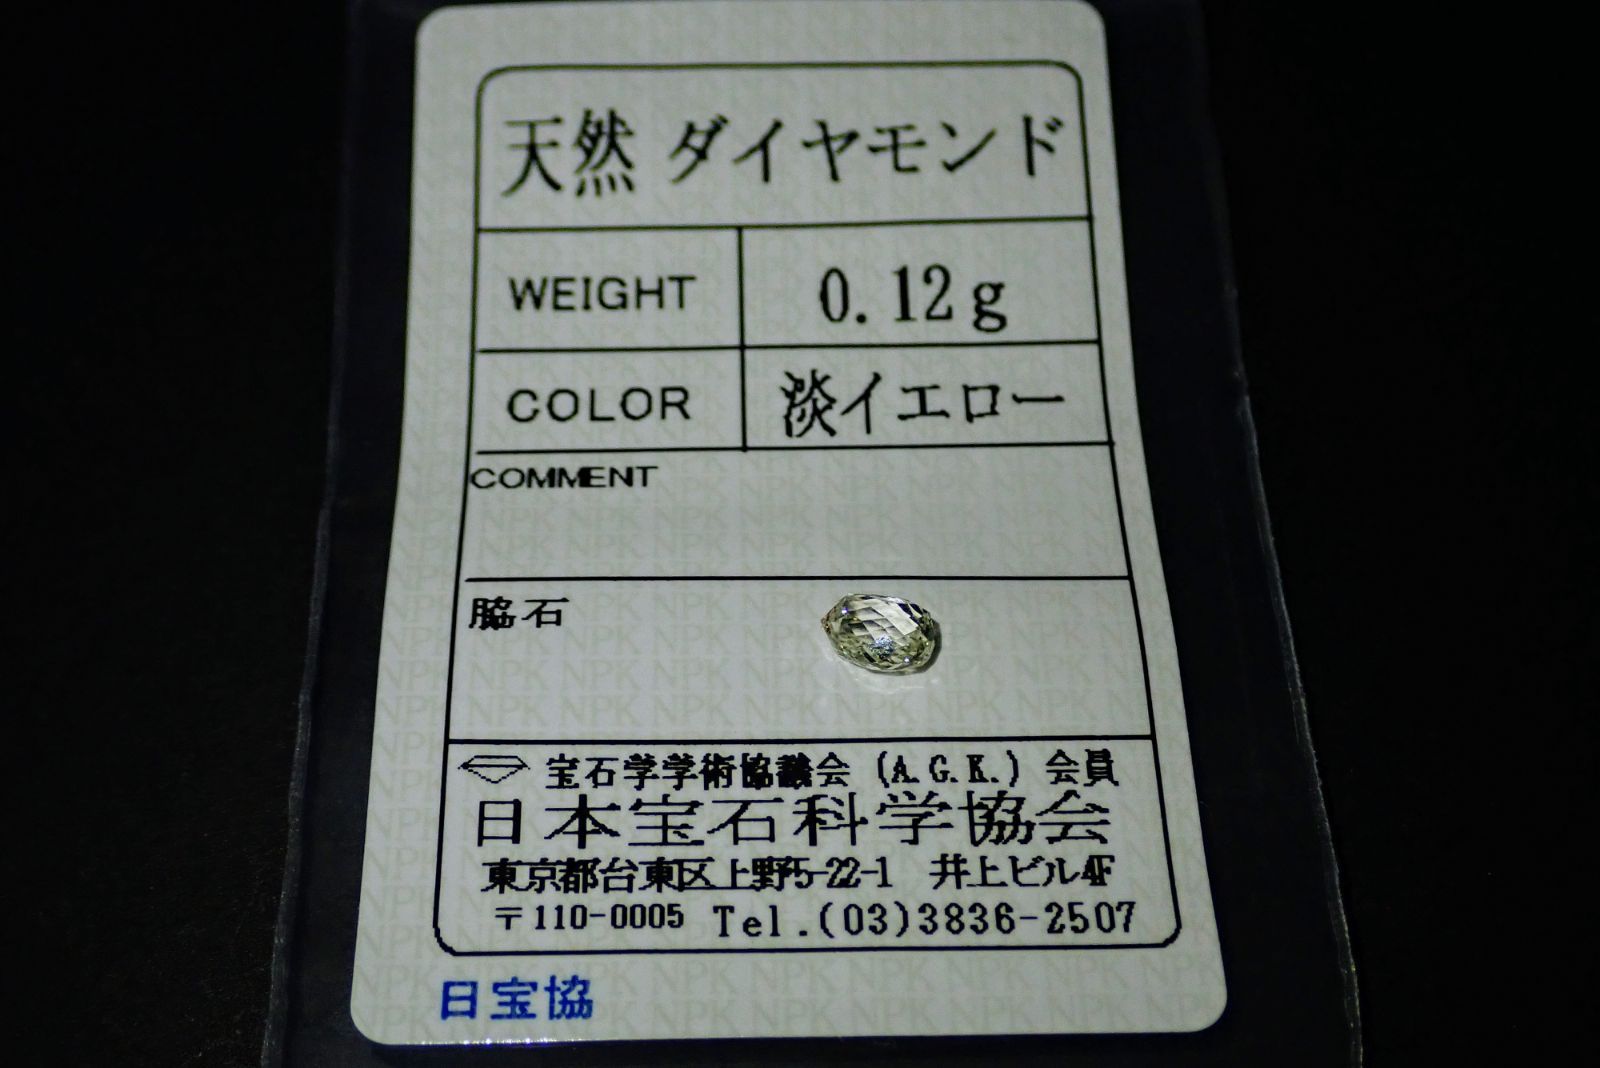 天然 ダイヤモンド
WEIGHT 0.12g
COLOR 淡イエロー
COMMENT
脇石
宝石学学術協議会 (A.G.K.) 会員
日本宝石科学協会
東京都台東区上野5-22-1 井上ビル4F
〒110-0005 Tel.(03)3836-2507
日宝協